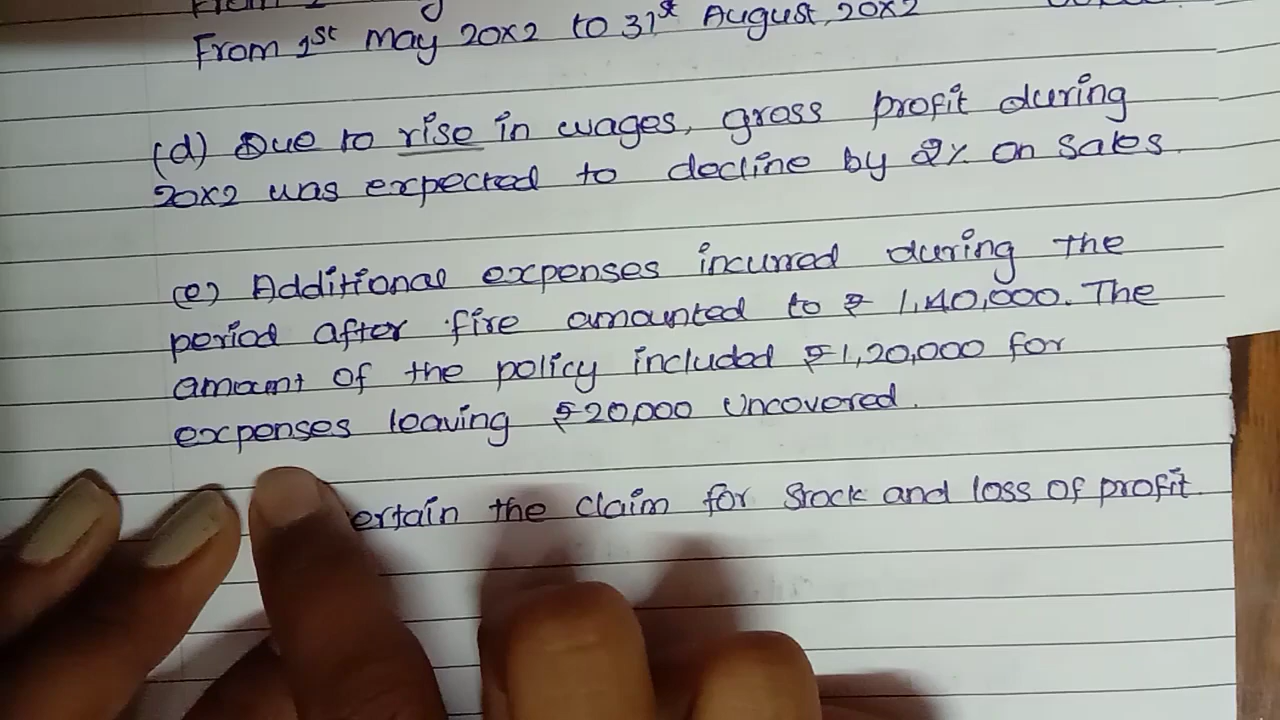 From 1st May 20x2 to 31st August, 20x2
(d) Due to rise in wages, gross profit during
20x2 was expected to decline by 2% on sales.
(e) Additional expenses incurred during the
period after fire amounted to ₹ 1,40,000. The
amount of the policy included ₹1,20,000 for
expenses leaving ₹20,000 Uncovered.
ertain the claim for stock and loss of profit.